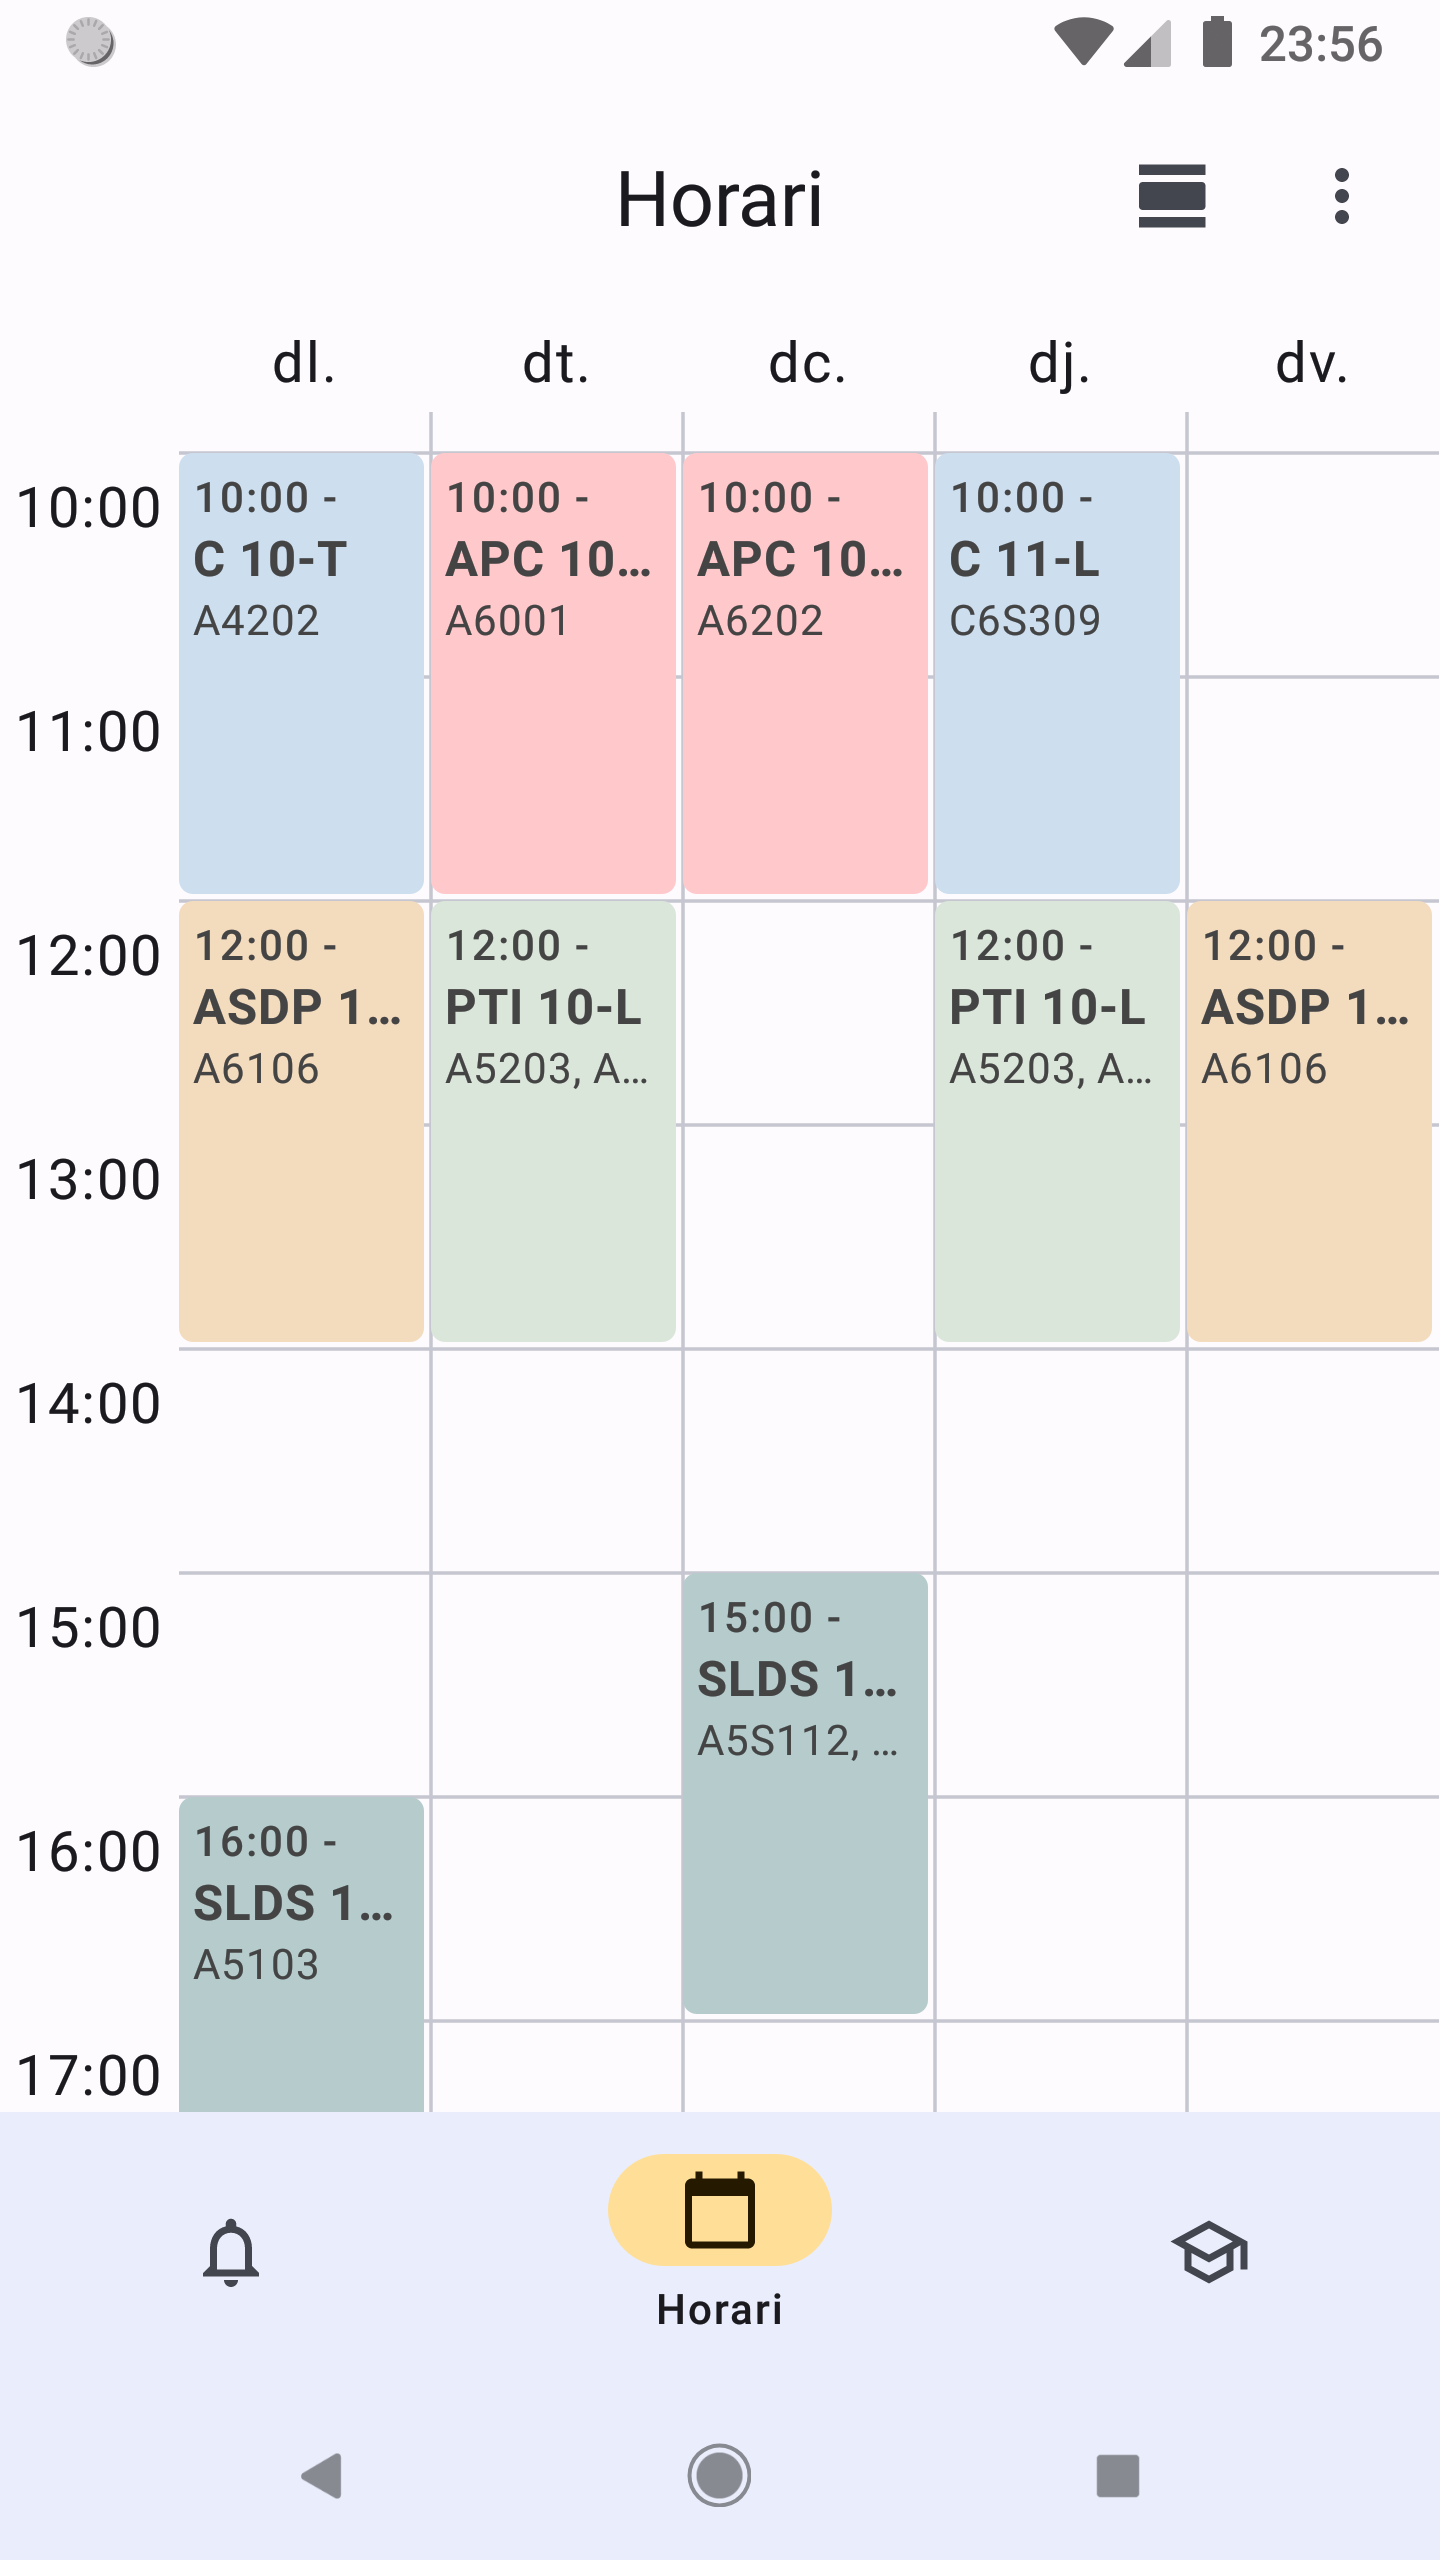 23:56
Horari
dl. dt. dc. dj. dv.
10:00
10:00 -
C 10-T
A4202
10:00 -
APC 10...
A6001
10:00 -
APC 10...
A6202
10:00 -
C 11-L
C6S309
11:00
12:00
12:00 -
ASDP 1...
A6106
12:00 -
PTI 10-L
A5203, A...
12:00 -
PTI 10-L
A5203, A...
12:00 -
ASDP 1...
A6106
13:00
14:00
15:00
15:00 -
SLDS 1...
A5S112, ...
16:00
16:00 -
SLDS 1...
A5103
17:00
Horari